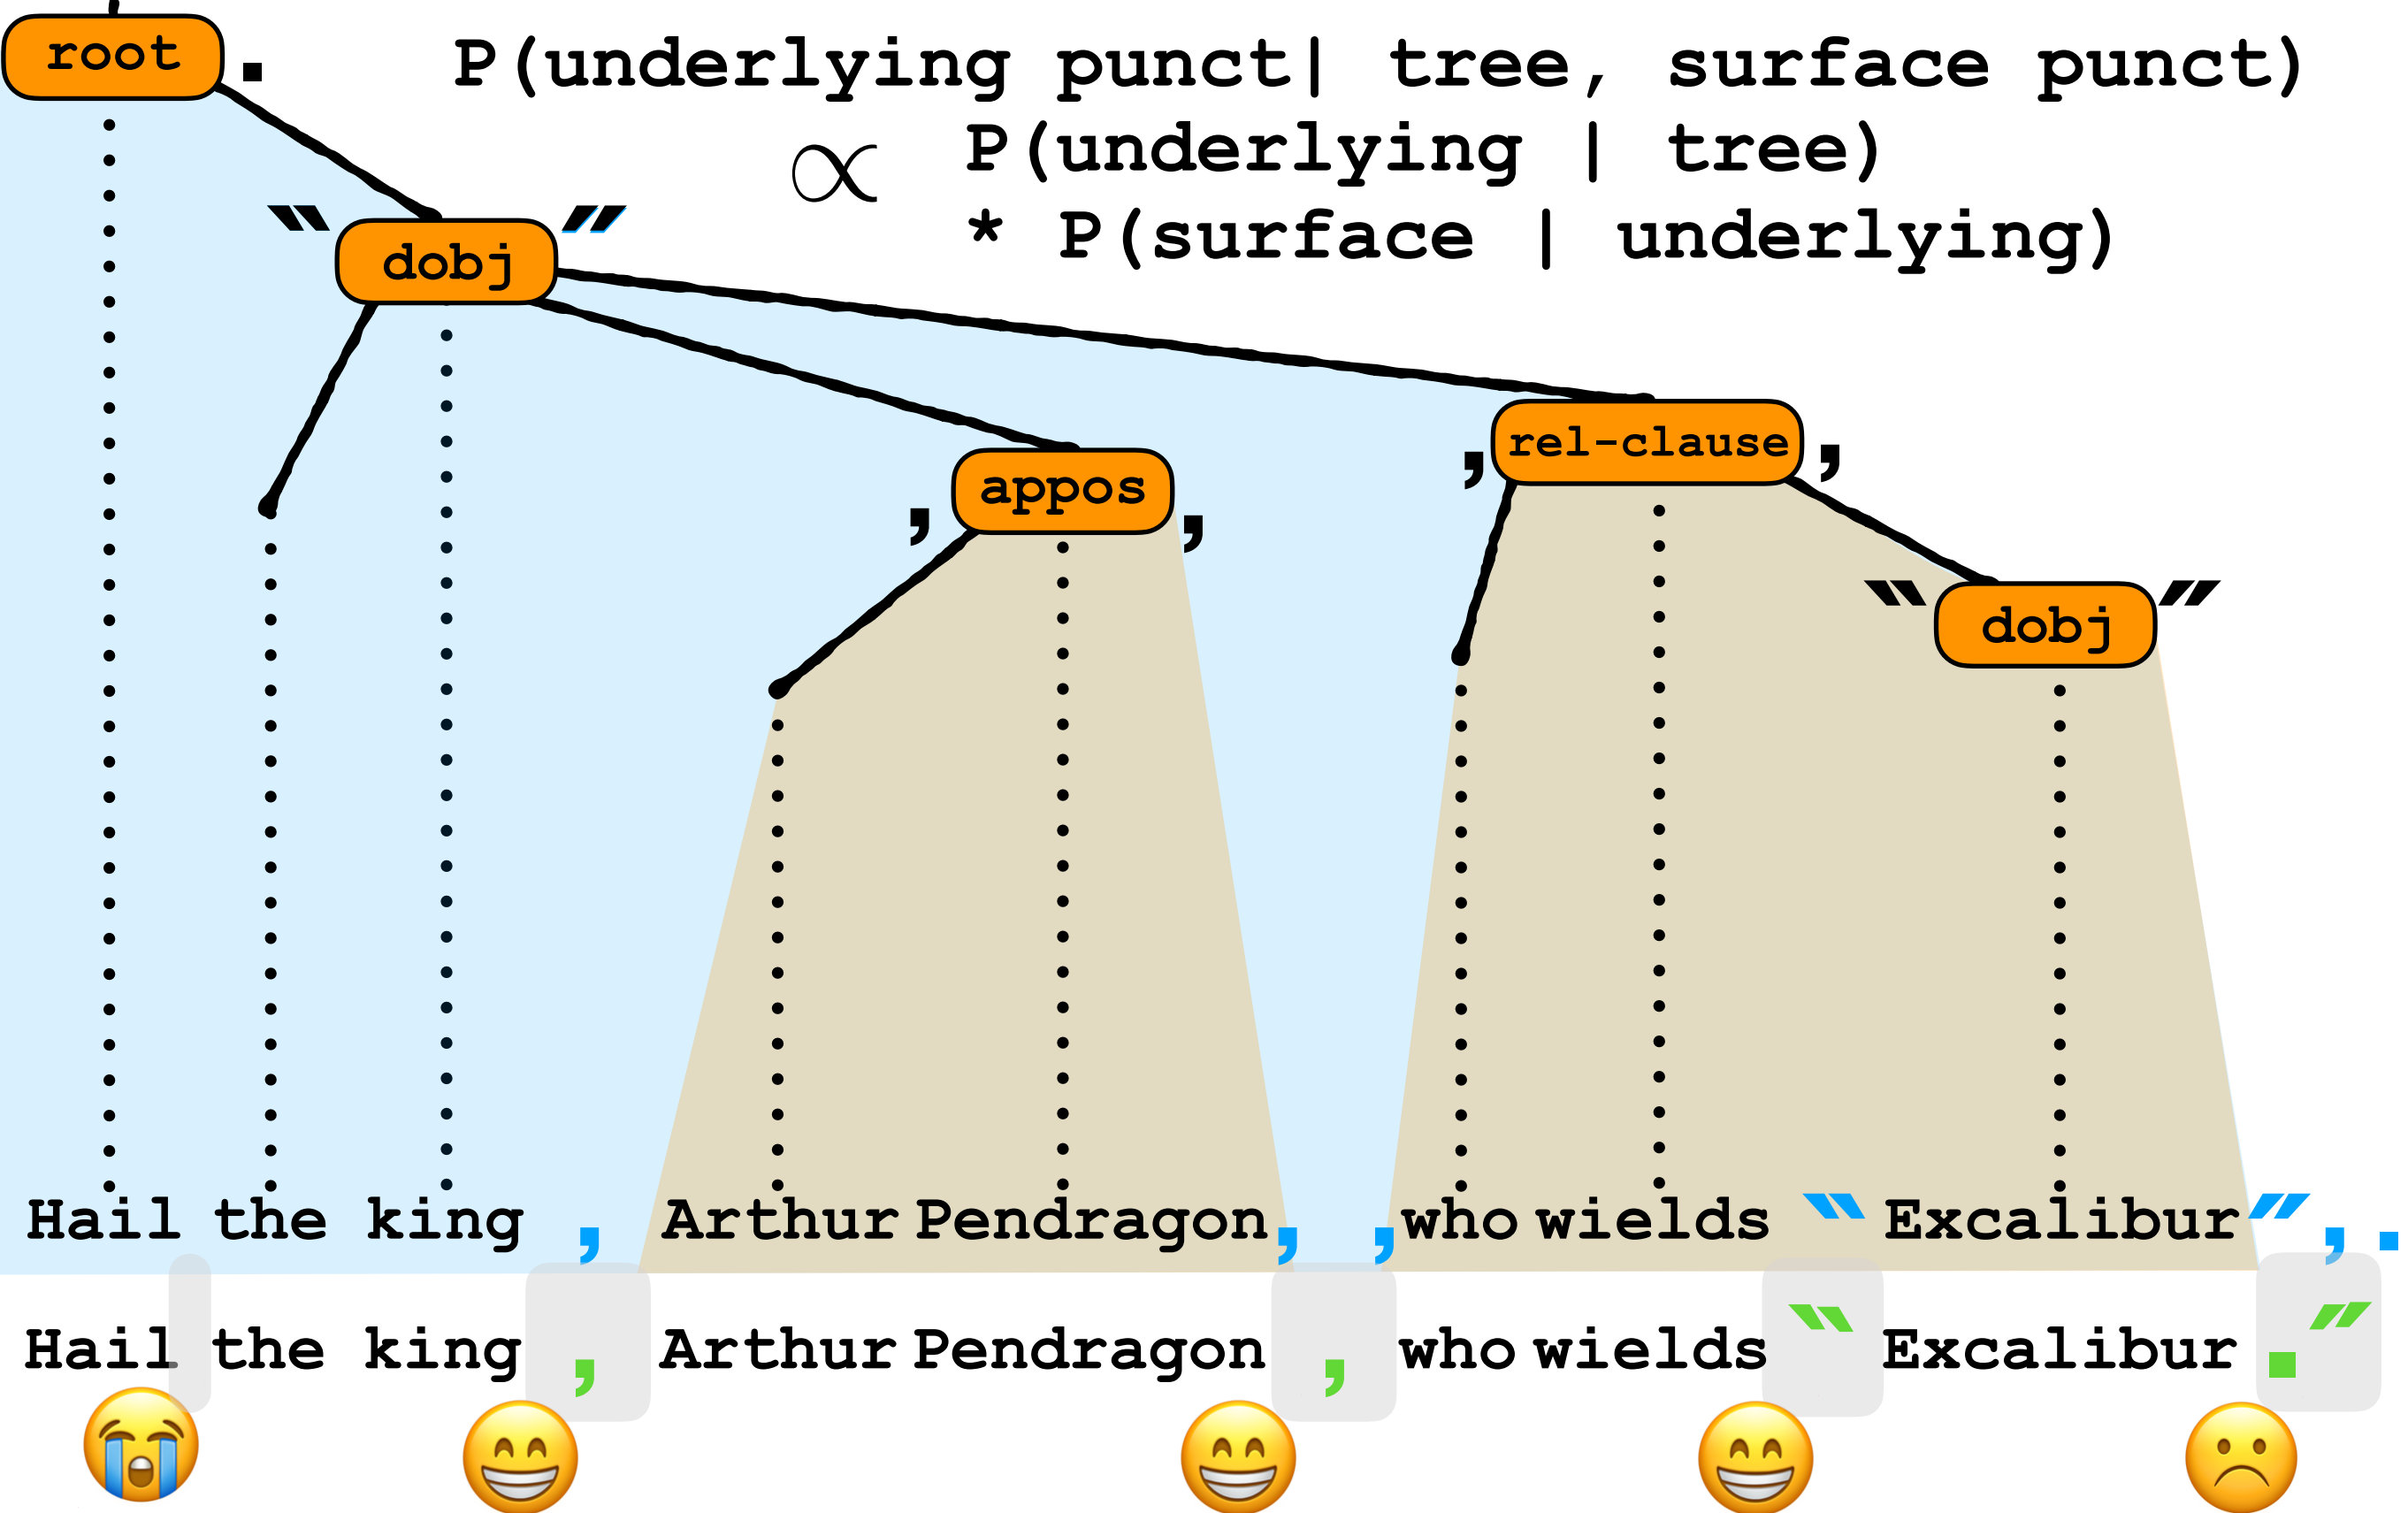 root .
P(underlying punct| tree, surface punct)
∝ P(underlying | tree)
* P(surface | underlying)
‶ dobj ″
, rel-clause ,
, appos ,
‶ dobj ″
Hail the king , Arthur Pendragon, ,who wields ‶ Excalibur″,.
Hail the king , Arthur Pendragon , who wields ‶ Excalibur.″